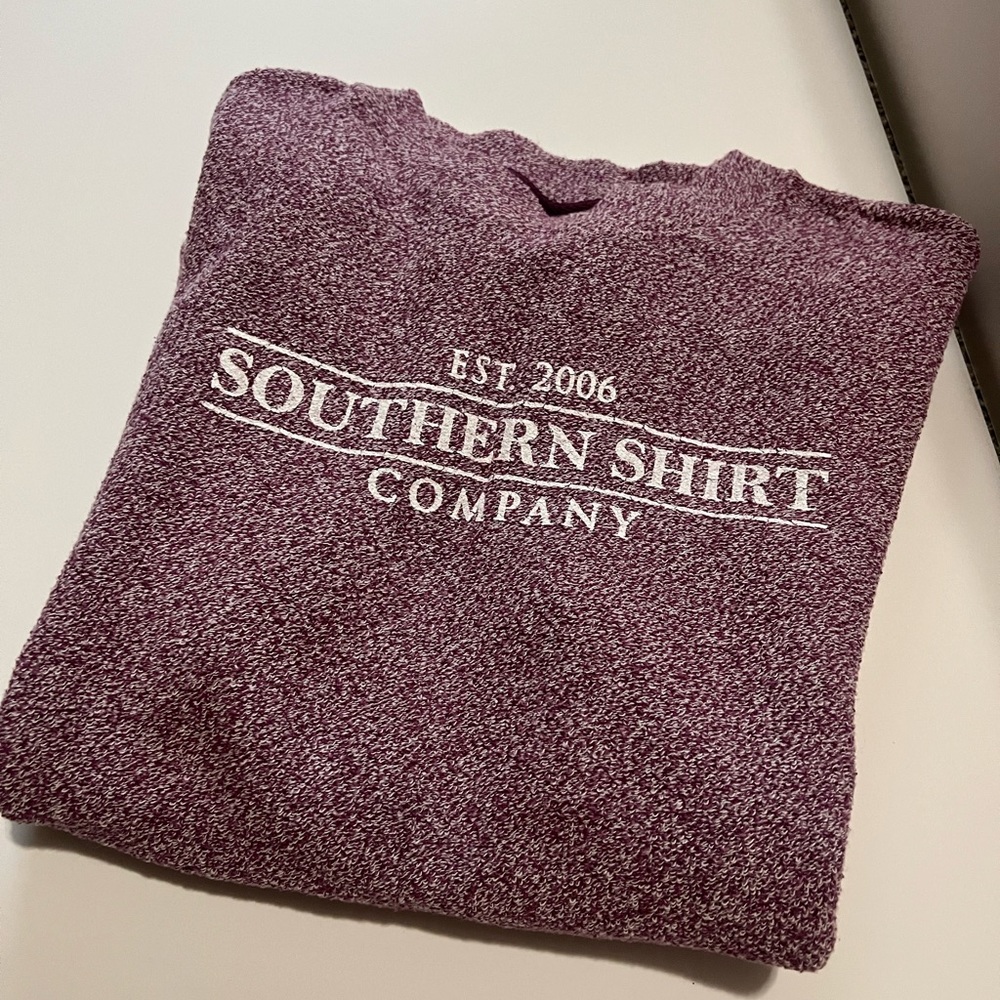 EST. 2006
SOUTHERN SHIRT
COMPANY